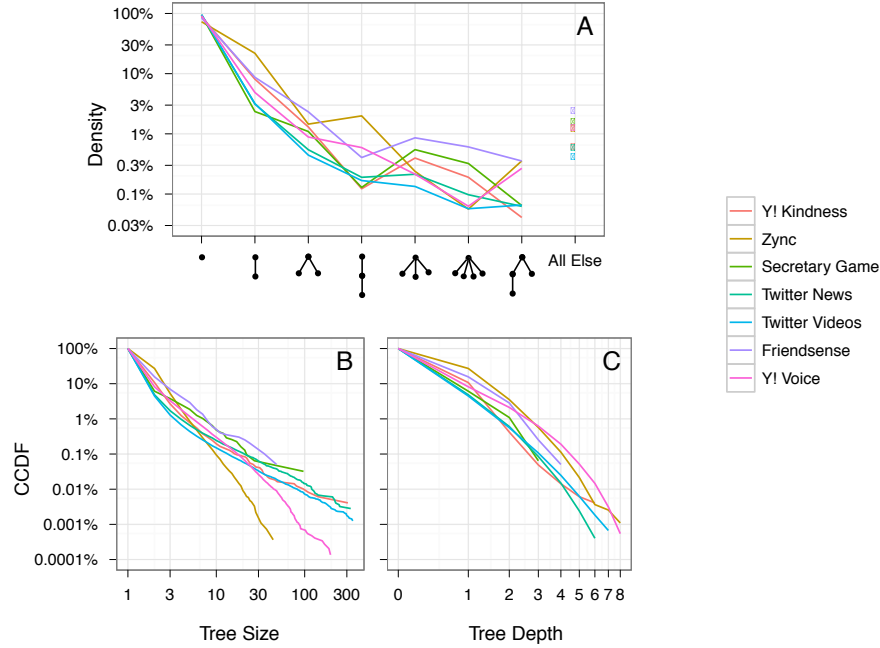 A
100%
30%
10%
3%
1%
0.3%
0.1%
0.03%
Density
All Else
Y! Kindness
Zync
Secretary Game
Twitter News
Twitter Videos
Friendsense
Y! Voice
B
C
100%
10%
1%
0.1%
0.01%
0.001%
0.0001%
CCDF
1 3 10 30 100 300
0 1 2 3 4 5 6 7 8
Tree Size
Tree Depth